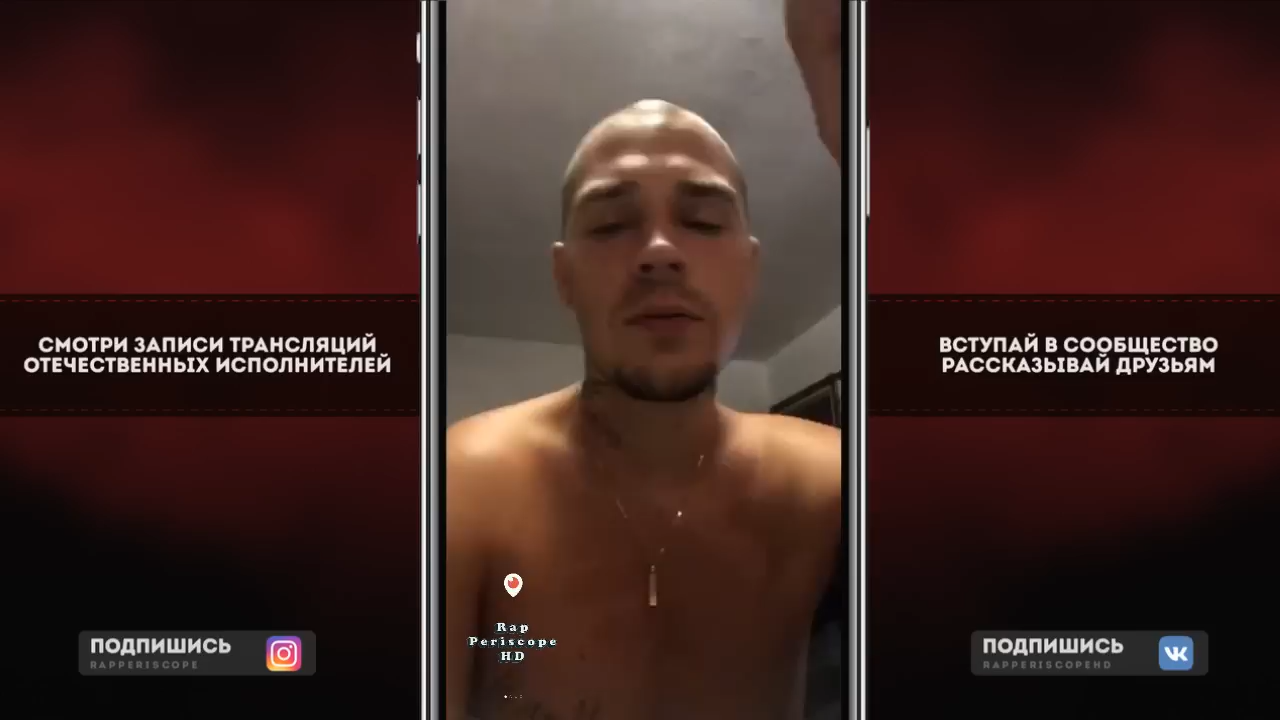 СМОТРИ ЗАПИСИ ТРАНСЛЯЦИЙ
ОТЕЧЕСТВЕННЫХ ИСПОЛНИТЕЛЕЙ
ВСТУПАЙ В СООБЩЕСТВО
РАССКАЗЫВАЙ ДРУЗЬЯМ
Rap
Periscope
HD
ПОДПИШИСЬ
RAPPERISCOPE
ПОДПИШИСЬ
RAPPERISCOPEHD